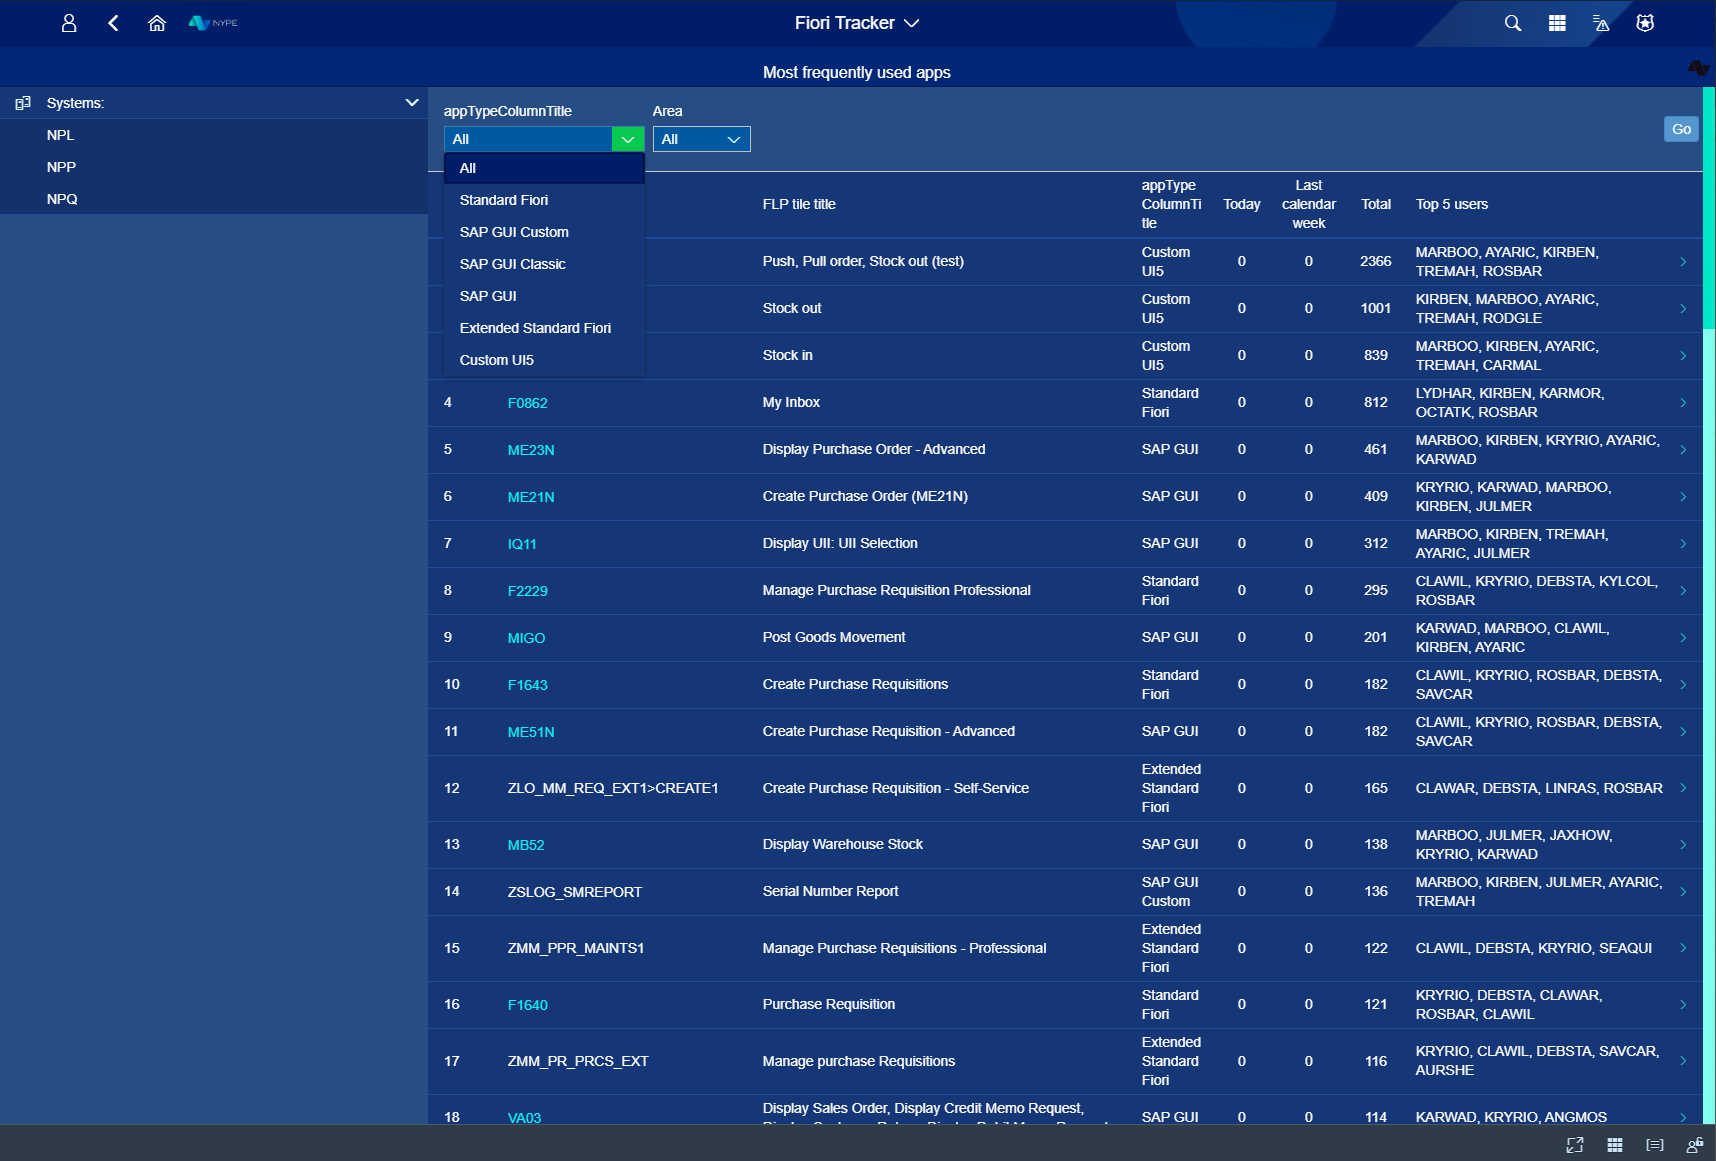 NYPE
Fiori Tracker
Most frequently used apps
Systems:
NPL
NPP
NPQ
appTypeColumnTitle
Area
All
All
Go
All
Standard Fiori
SAP GUI Custom
SAP GUI Classic
SAP GUI
Extended Standard Fiori
Custom UI5
FLP tile title
appType
ColumnTi
tle
Today
Last
calendar
week
Total
Top 5 users
Push, Pull order, Stock out (test)
Custom
UI5
0
0
2366
MARBOO, AYARIC, KIRBEN,
TREMAH, ROSBAR
Stock out
Custom
UI5
0
0
1001
KIRBEN, MARBOO, AYARIC,
TREMAH, RODGLE
Stock in
Custom
UI5
0
0
839
MARBOO, KIRBEN, AYARIC,
TREMAH, CARMAL
4
F0862
My Inbox
Standard
Fiori
0
0
812
LYDHAR, KIRBEN, KARMOR,
OCTATK, ROSBAR
5
ME23N
Display Purchase Order - Advanced
SAP GUI
0
0
461
MARBOO, KIRBEN, KRYRIO, AYARIC,
KARWAD
6
ME21N
Create Purchase Order (ME21N)
SAP GUI
0
0
409
KRYRIO, KARWAD, MARBOO,
KIRBEN, JULMER
7
IQ11
Display UII: UII Selection
SAP GUI
0
0
312
MARBOO, KIRBEN, TREMAH,
AYARIC, JULMER
8
F2229
Manage Purchase Requisition Professional
Standard
Fiori
0
0
295
CLAWIL, KRYRIO, DEBSTA, KYLCOL,
ROSBAR
9
MIGO
Post Goods Movement
SAP GUI
0
0
201
KARWAD, MARBOO, CLAWIL,
KIRBEN, AYARIC
10
F1643
Create Purchase Requisitions
Standard
Fiori
0
0
182
CLAWIL, KRYRIO, ROSBAR, DEBSTA,
SAVCAR
11
ME51N
Create Purchase Requisition - Advanced
SAP GUI
0
0
182
CLAWIL, KRYRIO, ROSBAR, DEBSTA,
SAVCAR
12
ZLO_MM_REQ_EXT1>CREATE1
Create Purchase Requisition - Self-Service
Extended
Standard
Fiori
0
0
165
CLAWAR, DEBSTA, LINRAS, ROSBAR
13
MB52
Display Warehouse Stock
SAP GUI
0
0
138
MARBOO, JULMER, JAXHOW,
KRYRIO, KARWAD
14
ZSLOG_SMREPORT
Serial Number Report
SAP GUI
Custom
0
0
136
MARBOO, KIRBEN, JULMER, AYARIC,
TREMAH
15
ZMM_PPR_MAINTS1
Manage Purchase Requisitions - Professional
Extended
Standard
Fiori
0
0
122
CLAWIL, DEBSTA, KRYRIO, SEAQUI
16
F1640
Purchase Requisition
Standard
Fiori
0
0
121
KRYRIO, DEBSTA, CLAWAR,
ROSBAR, CLAWIL
17
ZMM_PR_PRCS_EXT
Manage purchase Requisitions
Extended
Standard
Fiori
0
0
116
KRYRIO, CLAWIL, DEBSTA, SAVCAR,
AURSHE
18
VA03
Display Sales Order, Display Credit Memo Request,
SAP GUI
0
0
114
KARWAD, KRYRIO, ANGMOS